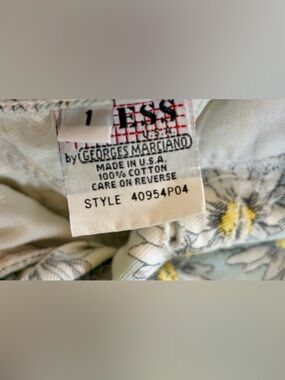 1
ESS
U.S.A.
by GEORGES MARCIANO
MADE IN U.S.A.
100% COTTON
CARE ON REVERSE
STYLE 40954P04